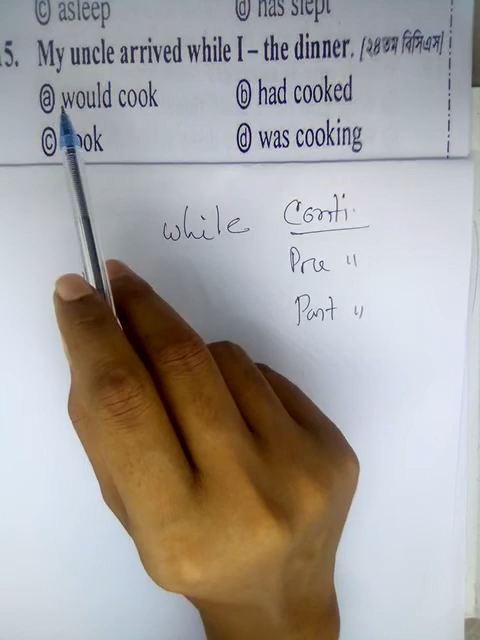 ⓒ asleep ⓓ has slept
5. My uncle arrived while I – the dinner. [২৪তম বিসিএস]
ⓐ would cook ⓑ had cooked
ⓒ ook ⓓ was cooking
while Conti.
Pre "
Past "